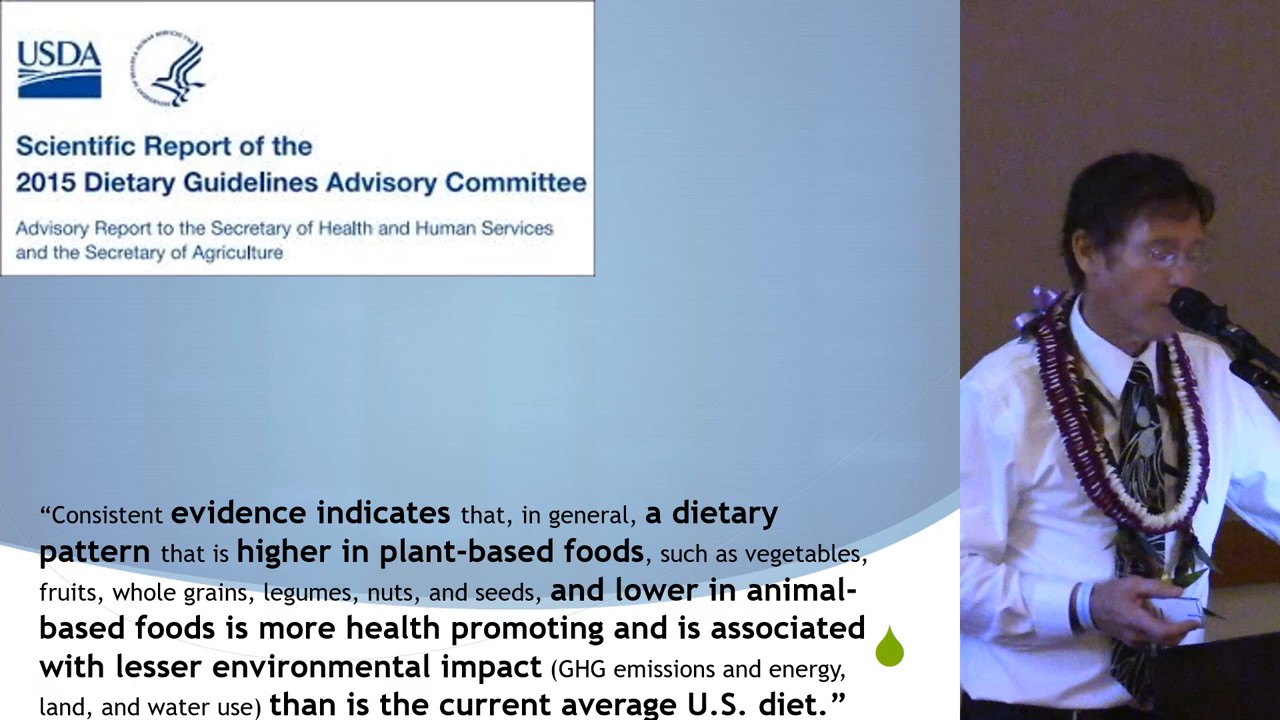 USDA
Scientific Report of the
2015 Dietary Guidelines Advisory Committee
Advisory Report to the Secretary of Health and Human Services
and the Secretary of Agriculture
“Consistent evidence indicates that, in general, a dietary
pattern that is higher in plant-based foods, such as vegetables,
fruits, whole grains, legumes, nuts, and seeds, and lower in animal-
based foods is more health promoting and is associated
with lesser environmental impact (GHG emissions and energy,
land, and water use) than is the current average U.S. diet.”